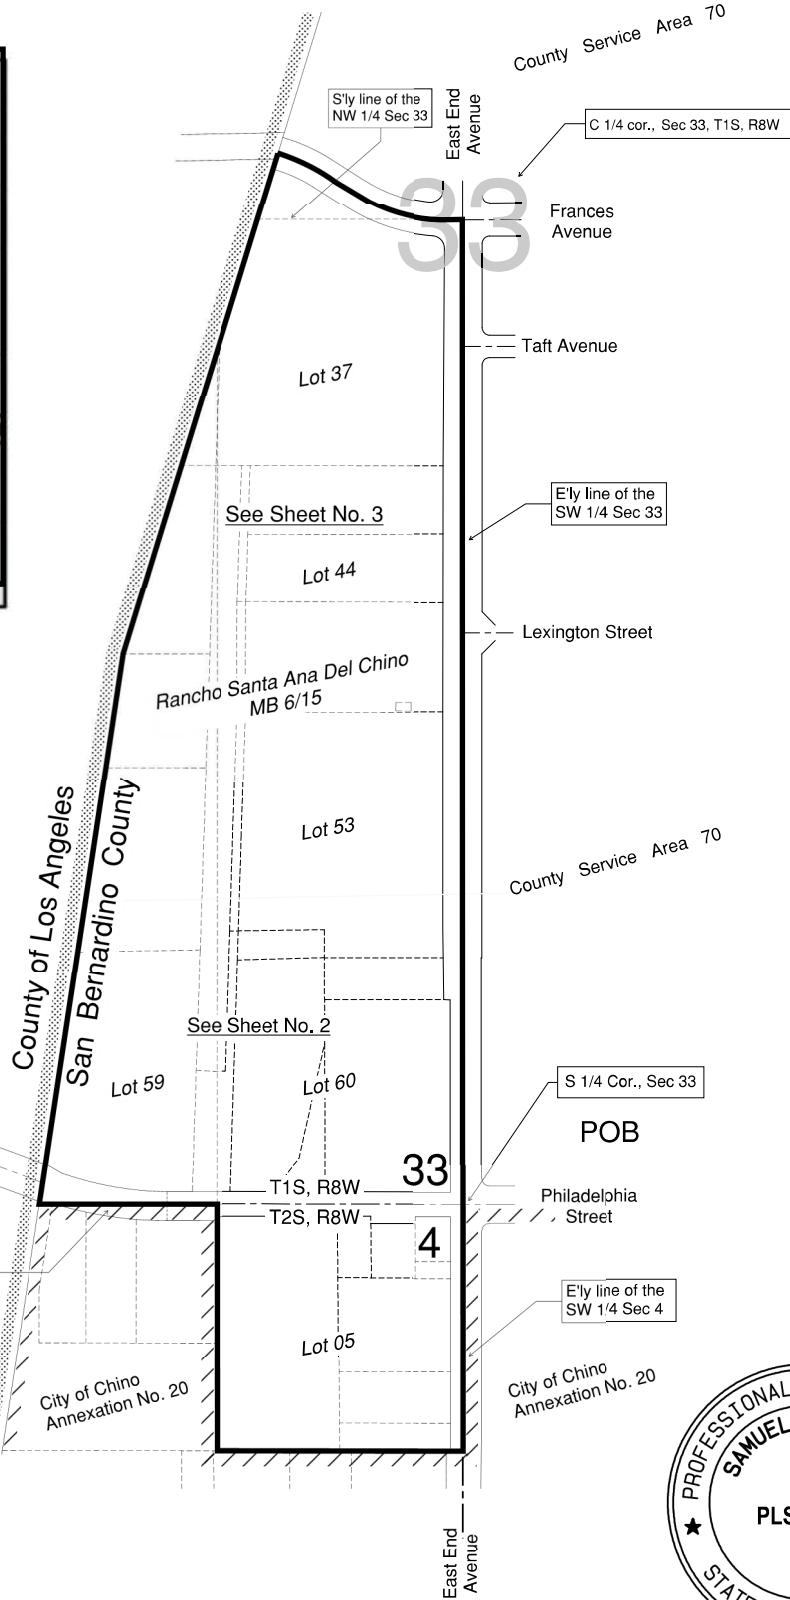 County Service Area 70
S'ly line of the
NW 1/4 Sec 33
East End
Avenue
C 1/4 cor., Sec 33, T1S, R8W
33
Frances
Avenue
Taft Avenue
Lot 37
E'ly line of the
SW 1/4 Sec 33
See Sheet No. 3
Lot 44
Lexington Street
Rancho Santa Ana Del Chino
MB 6/15
County of Los Angeles
San Bernardino County
Lot 53
County Service Area 70
See Sheet No. 2
Lot 59
Lot 60
S 1/4 Cor., Sec 33
POB
33
T1S, R8W
T2S, R8W
Philadelphia
Street
4
E'ly line of the
SW 1/4 Sec 4
Lot 05
City of Chino
Annexation No. 20
City of Chino
Annexation No. 20
PROFESSIONAL
SAMUEL
PLS
STATE
East End
Avenue